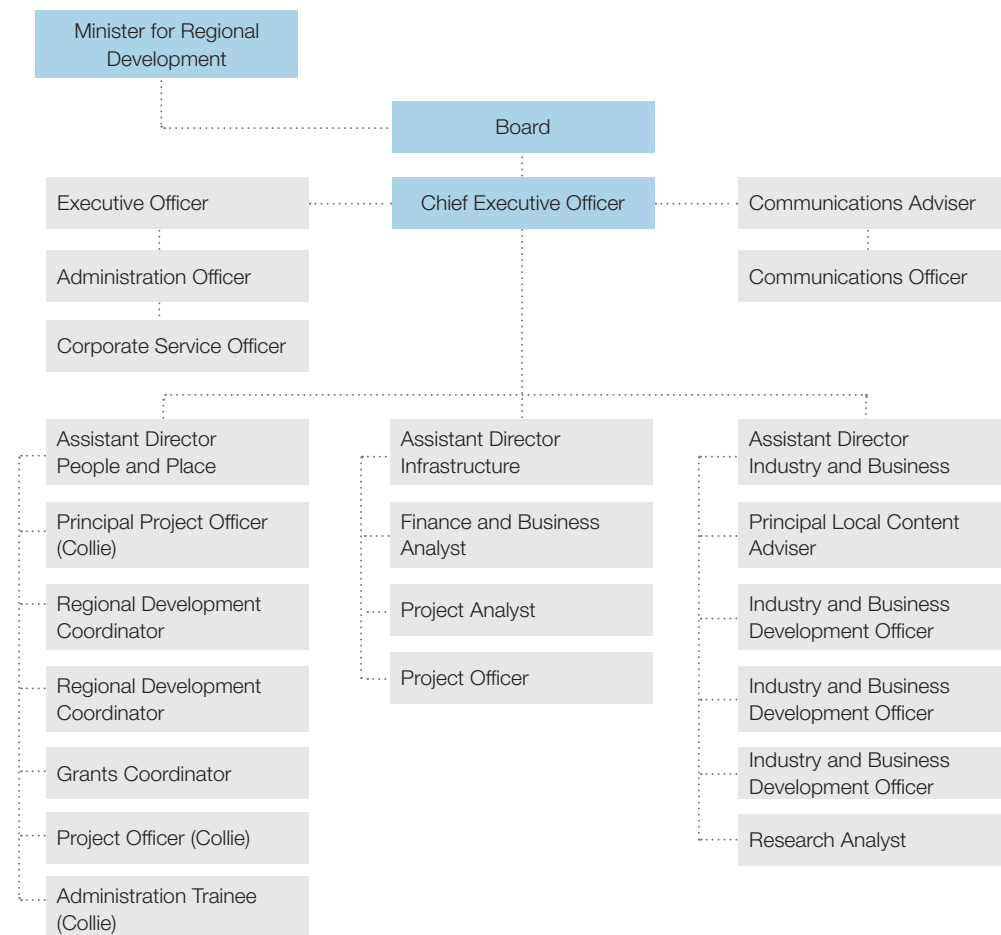 Minister for Regional
Development
Board
Executive Officer
Chief Executive Officer
Communications Adviser
Administration Officer
Communications Officer
Corporate Service Officer
Assistant Director
People and Place
Principal Project Officer
(Collie)
Regional Development
Coordinator
Regional Development
Coordinator
Grants Coordinator
Project Officer (Collie)
Administration Trainee
(Collie)
Assistant Director
Infrastructure
Finance and Business
Analyst
Project Analyst
Project Officer
Assistant Director
Industry and Business
Principal Local Content
Adviser
Industry and Business
Development Officer
Industry and Business
Development Officer
Industry and Business
Development Officer
Research Analyst